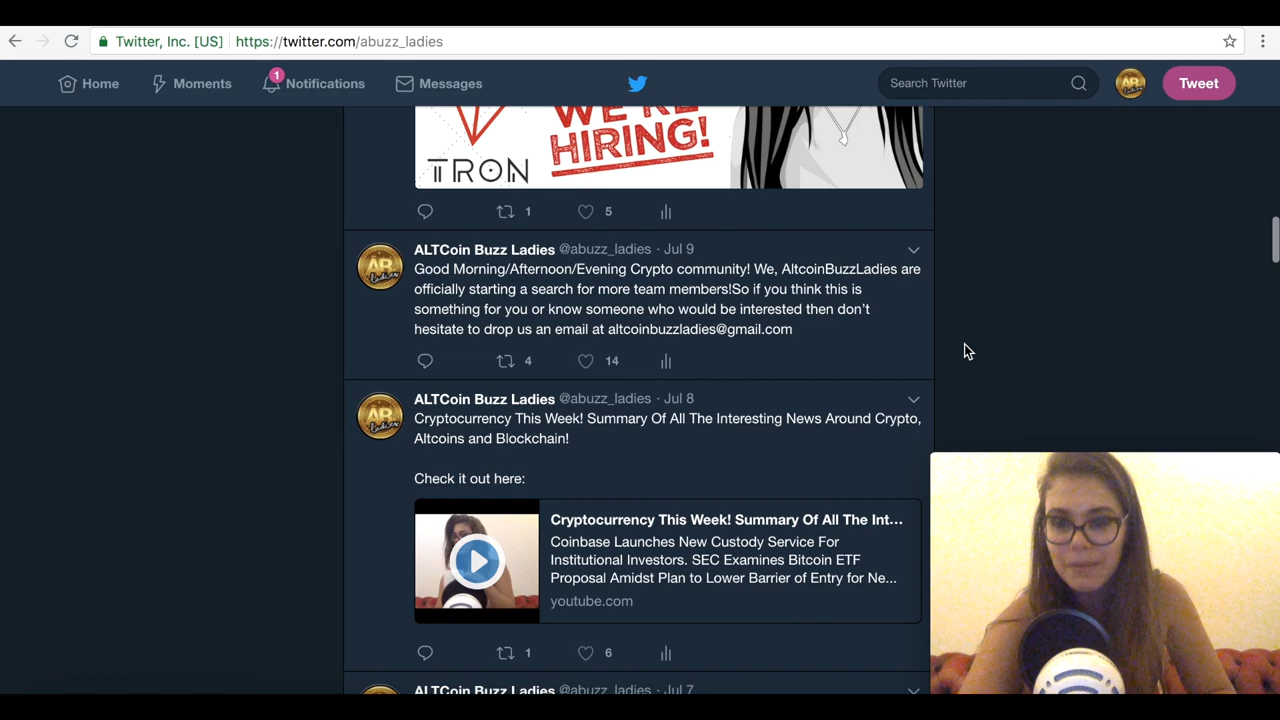 Twitter, Inc. [US]
https://twitter.com/abuzz_ladies
Home
Moments
1
Notifications
Messages
Search Twitter
Tweet
WE'RE
HIRING!
TRON
1
5
ALTCoin Buzz Ladies @abuzz_ladies · Jul 9
Good Morning/Afternoon/Evening Crypto community! We, AltcoinBuzzLadies are
officially starting a search for more team members!So if you think this is
something for you or know someone who would be interested then don't
hesitate to drop us an email at altcoinbuzzladies@gmail.com
4
14
ALTCoin Buzz Ladies @abuzz_ladies · Jul 8
Cryptocurrency This Week! Summary Of All The Interesting News Around Crypto,
Altcoins and Blockchain!
Check it out here:
Cryptocurrency This Week! Summary Of All The Int...
Coinbase Launches New Custody Service For
Institutional Investors. SEC Examines Bitcoin ETF
Proposal Amidst Plan to Lower Barrier of Entry for Ne...
youtube.com
1
6
ALTCoin Buzz Ladies @abuzz_ladies · Jul 7